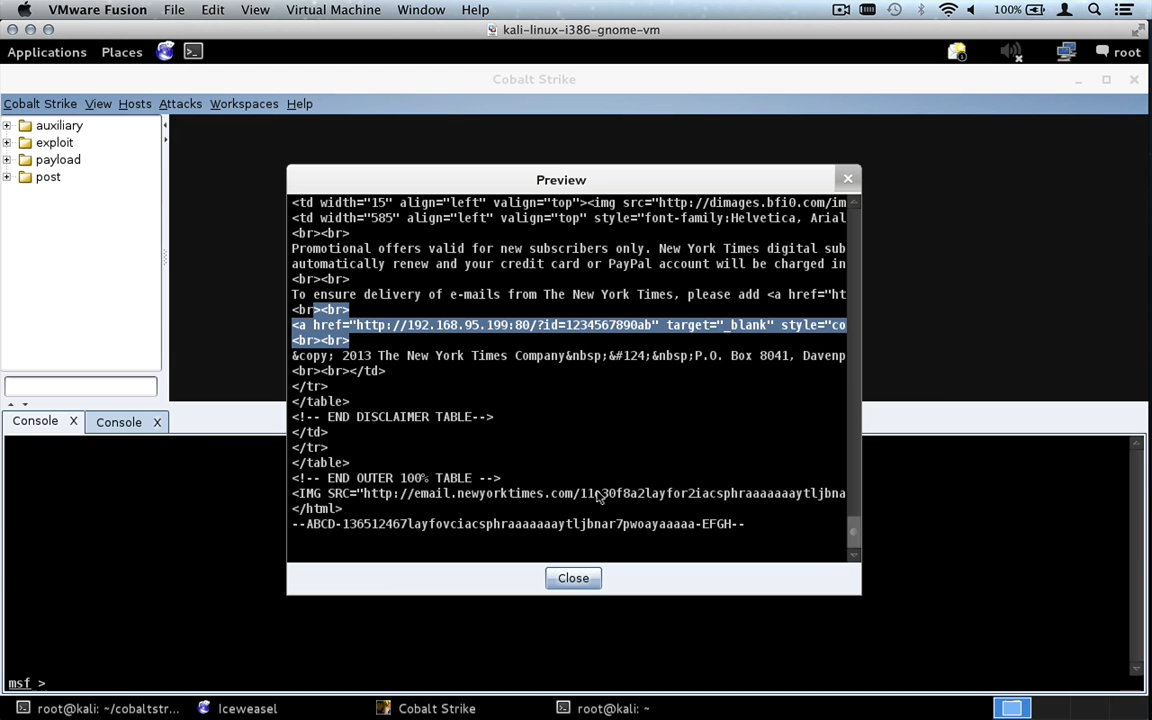 VMware Fusion File Edit View Virtual Machine Window Help 100%
kali-linux-i386-gnome-vm
Applications Places root
Cobalt Strike
Cobalt Strike View Hosts Attacks Workspaces Help
auxiliary
exploit
payload
post
Preview
<td width="15" align="left" valign="top"><img src="http://dimages.bfi0.com/im
<td width="585" align="left" valign="top" style="font-family:Helvetica, Arial
<br><br>
Promotional offers valid for new subscribers only. New York Times digital sub
automatically renew and your credit card or PayPal account will be charged in
<br><br>
To ensure delivery of e-mails from The New York Times, please add <a href="ht
<br><br>
<a href="http://192.168.95.199:80/?id=1234567890ab" target="_blank" style="co
<br><br>
&copy; 2013 The New York Times Company&nbsp;&#124;&nbsp;P.O. Box 8041, Davenp
<br><br></td>
</tr>
</table>
<!-- END DISCLAIMER TABLE-->
</td>
</tr>
</table>
<!-- END OUTER 100% TABLE -->
<IMG SRC="
</html>
--ABCD-136512467layfovciacsphraaaaaaaytljbnar7pwoayaaaaa-EFGH--
Close
Console X Console X
msf >
root@kali: ~/cobaltstr... Iceweasel Cobalt Strike root@kali: ~